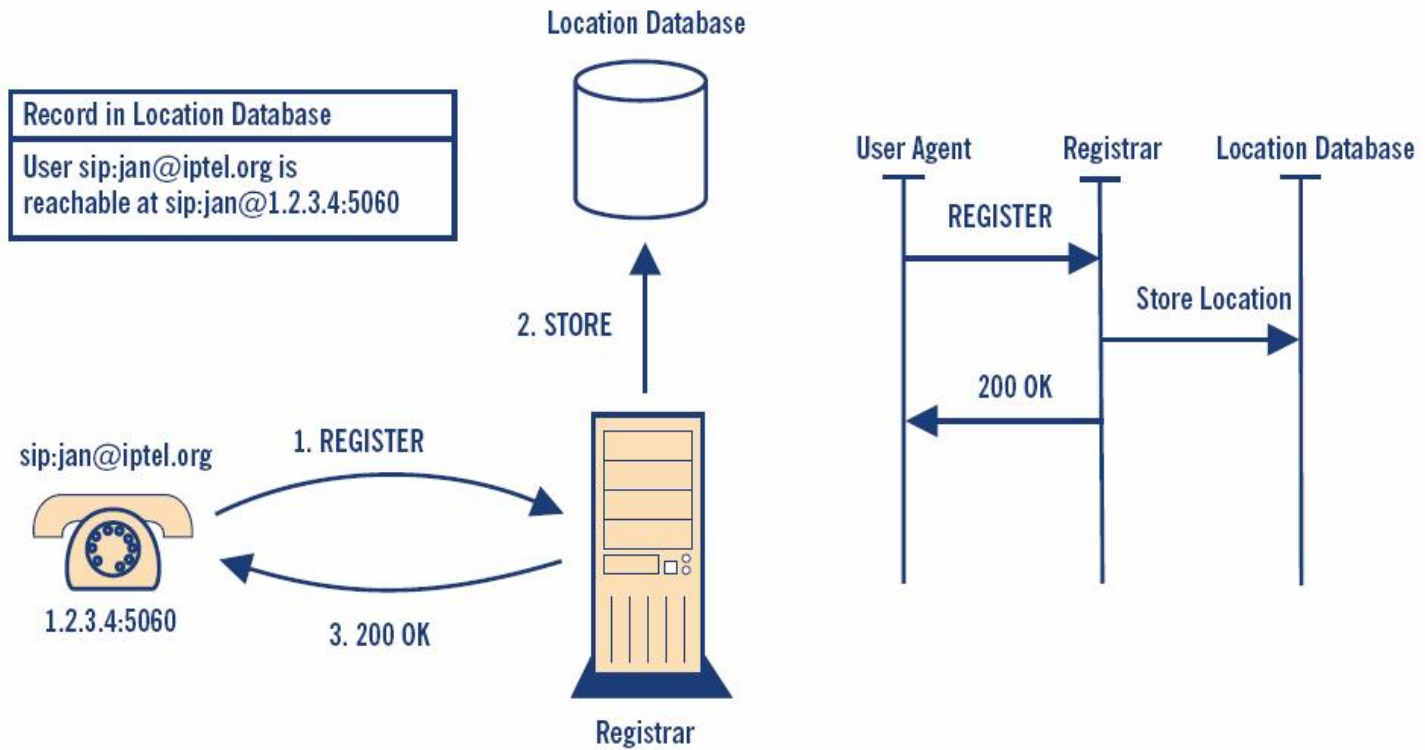 Location Database
Record in Location Database
User sip:jan@iptel.org is
reachable at sip:jan@1.2.3.4:5060
2. STORE
sip:jan@iptel.org
1. REGISTER
1.2.3.4:5060
3. 200 OK
Registrar
User Agent
Registrar
Location Database
REGISTER
Store Location
200 OK